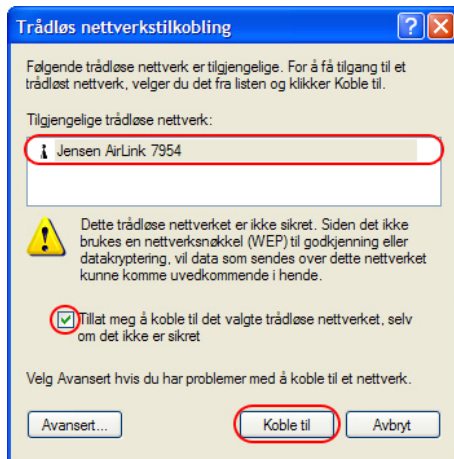 Trådløs nettverkstilkobling
Følgende trådløse nettverk er tilgjengelige. For å få tilgang til et
trådløst nettverk, velger du det fra listen og klikker Koble til.
Tilgjengelige trådløse nettverk:
Jensen AirLink 7954
Dette trådløse nettverket er ikke sikret. Siden det ikke
brukes en nettverksnøkkel (WEP) til godkjenning eller
datakryptering, vil data som sendes over dette nettverket
kunne komme uvedkommende i hende.
Tillat meg å koble til det valgte trådløse nettverket, selv
om det ikke er sikret
Velg Avansert hvis du har problemer med å koble til et nettverk.
Avansert... Koble til Avbryt